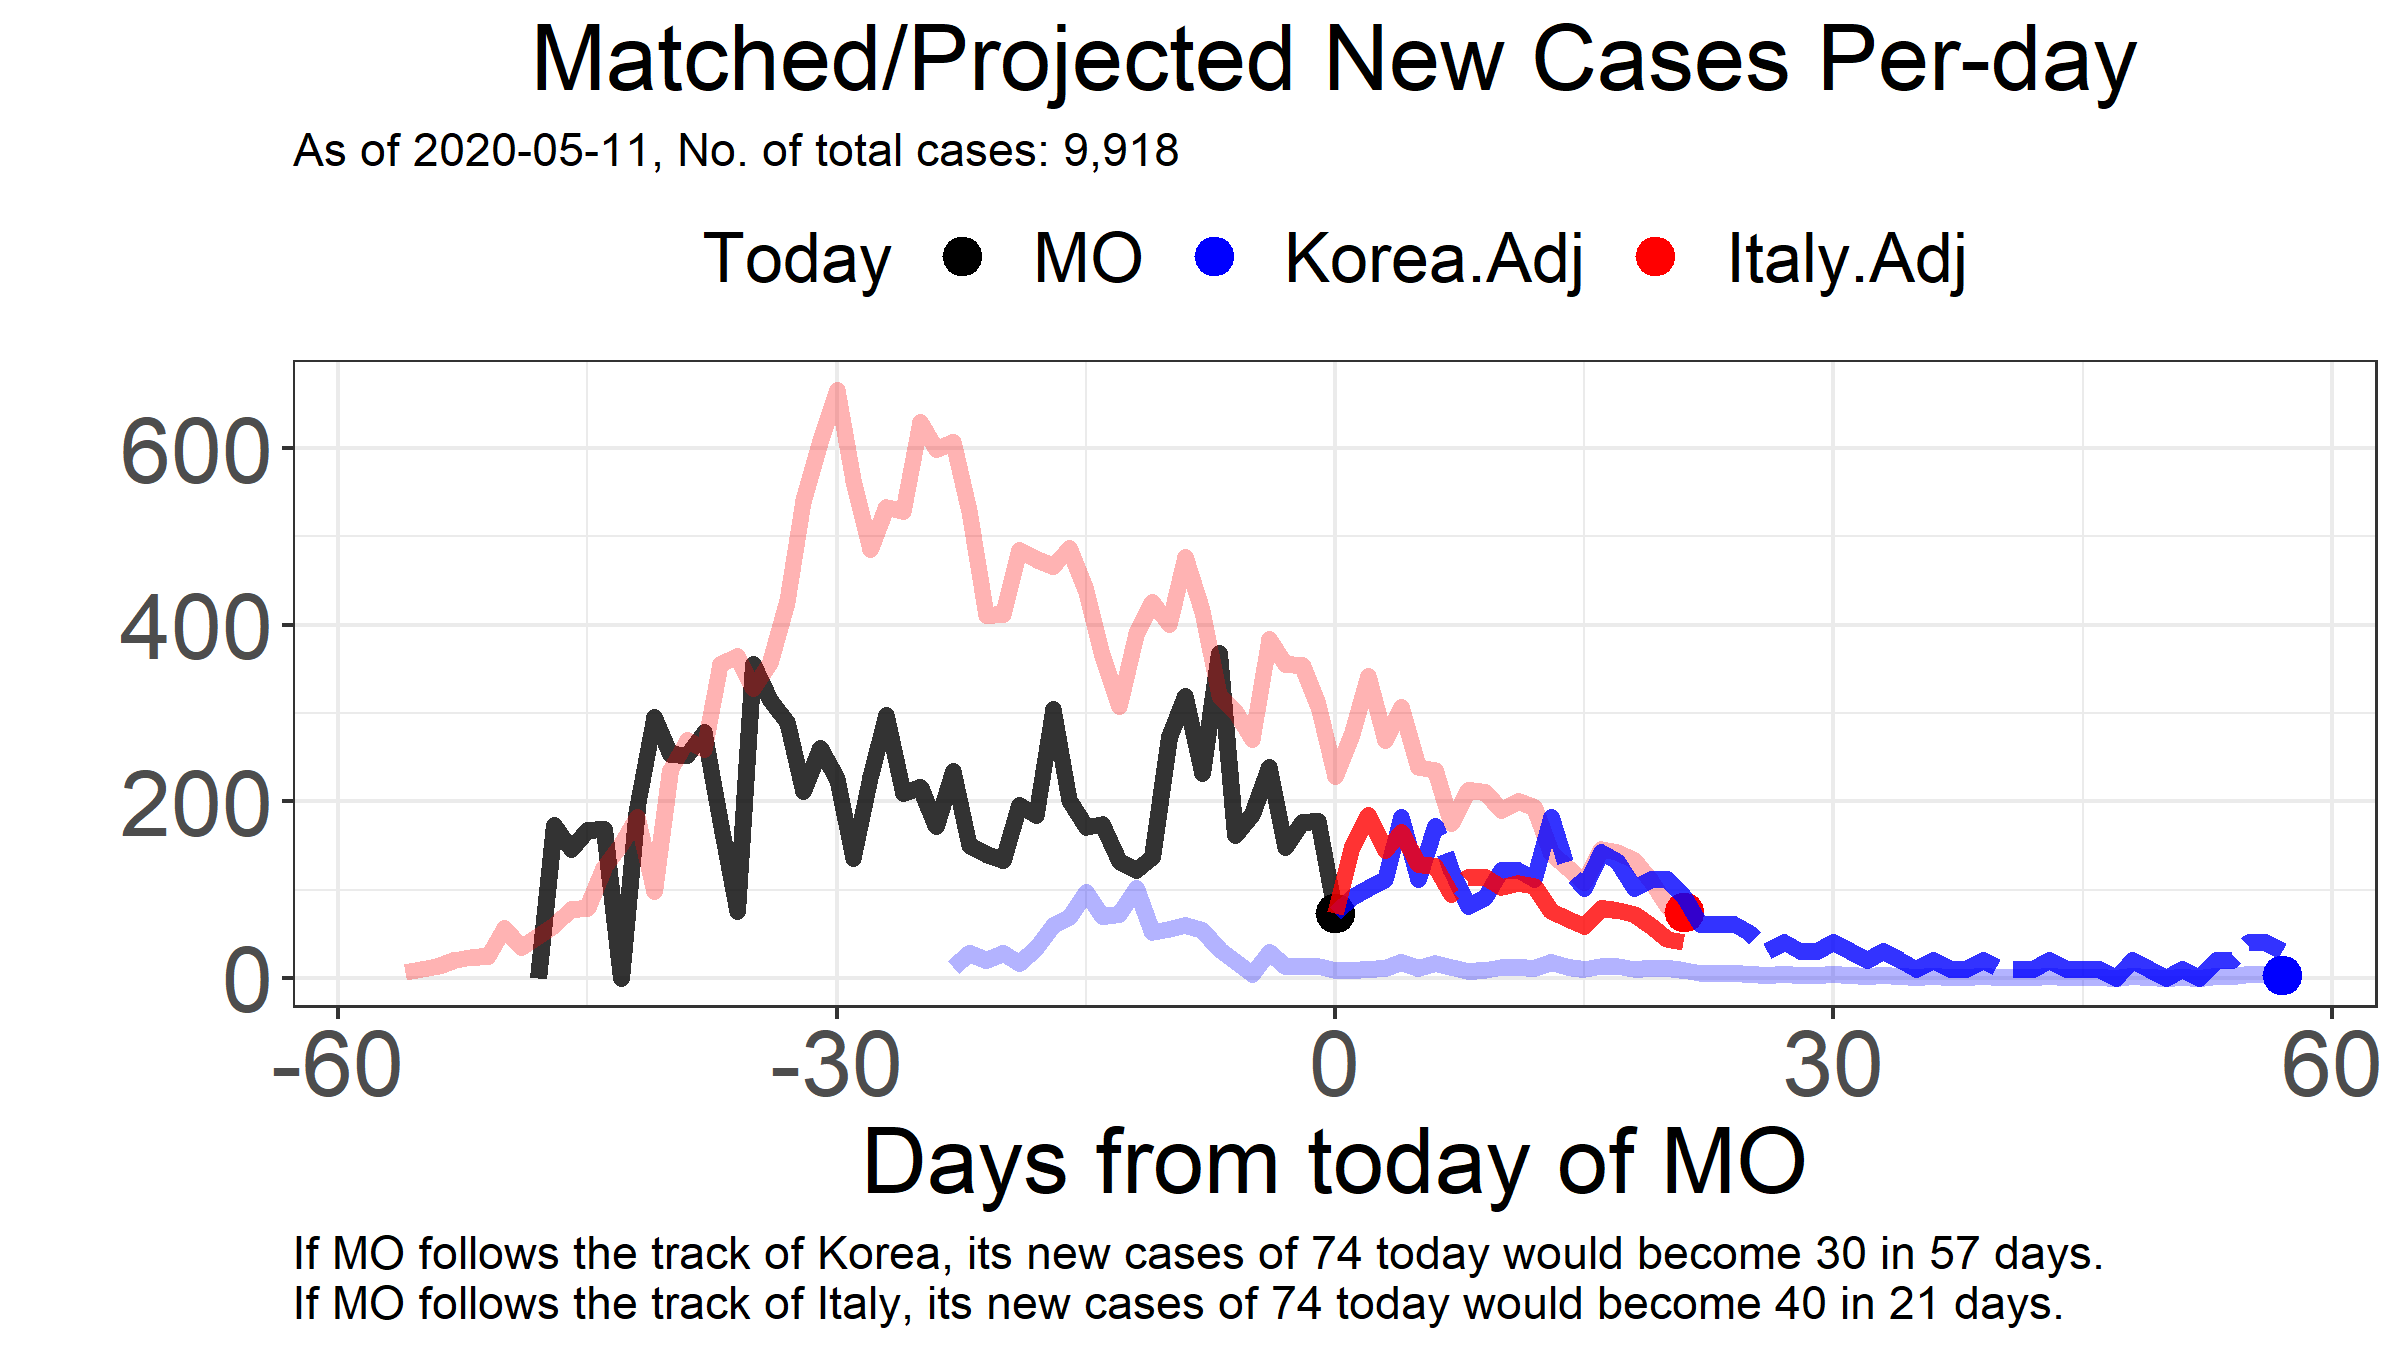 Matched/Projected New Cases Per-day
As of 2020-05-11, No. of total cases: 9,918
Today MO Korea.Adj Italy.Adj
600
400
200
0
-60 -30 0 30 60
Days from today of MO
If MO follows the track of Korea, its new cases of 74 today would become 30 in 57 days.
If MO follows the track of Italy, its new cases of 74 today would become 40 in 21 days.